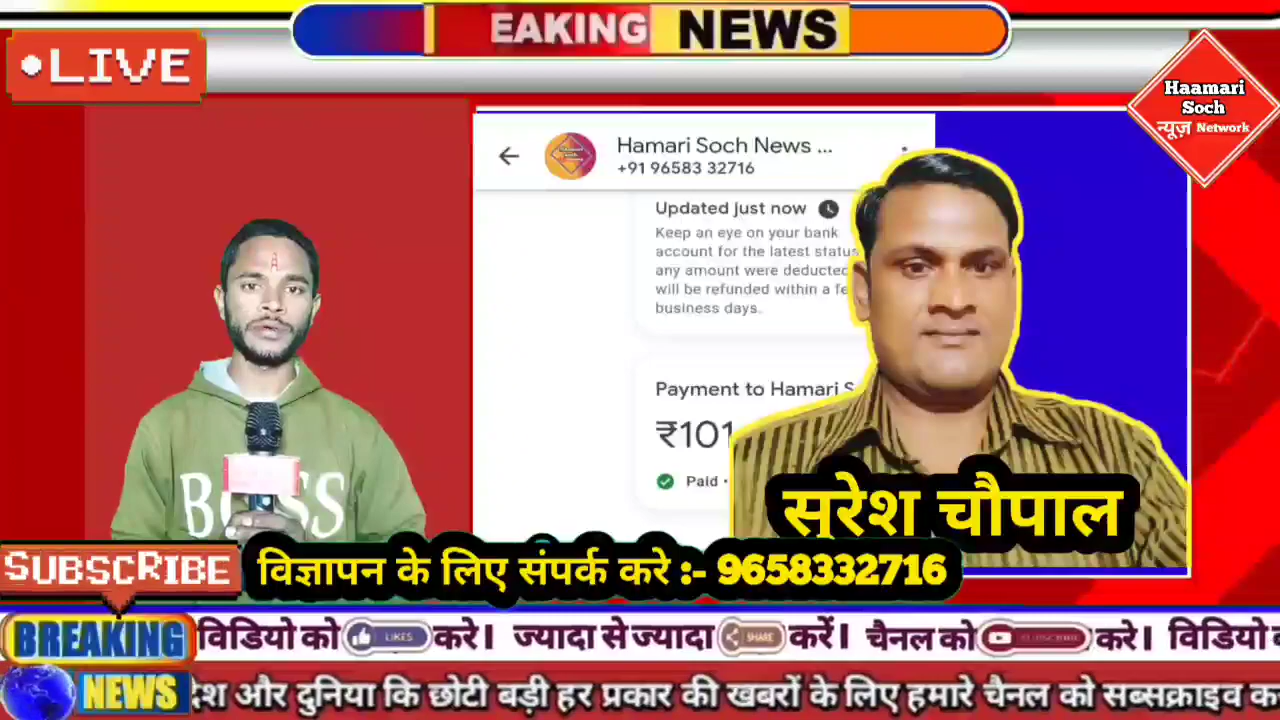 EAKING NEWS
LIVE
Haamari
Soch
न्यूज़ Network
Hamari Soch News ...
+91 96583 32716
Updated just now
Keep an eye on your bank
account for the latest status
any amount were deducted
will be refunded within a fe
business days.
Payment to Hamari S
₹101
Paid
BOSS
सुरेश चौपाल
SUBSCRIBE
विज्ञापन के लिए संपर्क करे :- 9658332716
BREAKING
विडियो को LIKES करे। ज्यादा से ज्यादा SHARE करें। चैनल को SUBSCRIBE करे। विडियो
NEWS
देश और दुनिया कि छोटी बड़ी हर प्रकार की खबरों के लिए हमारे चैनल को सब्सक्राइव क